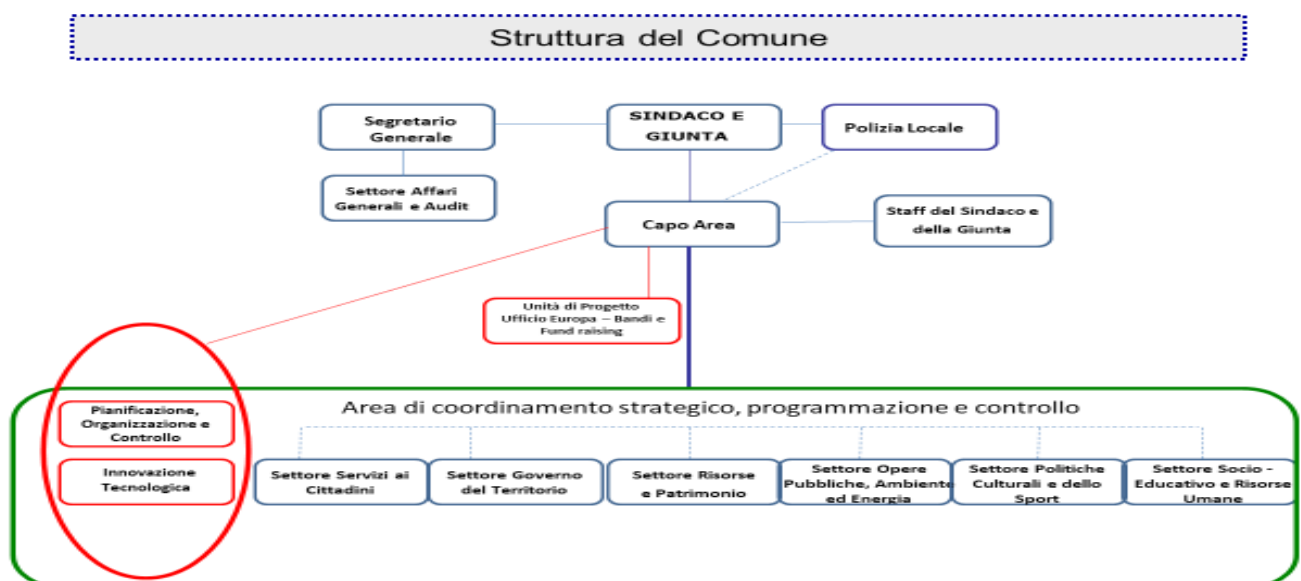 Struttura del Comune
Segretario
Generale
SINDACO E
GIUNTA
Polizia Locale
Settore Affari
Generali e Audit
Capo Area
Staff del Sindaco e
della Giunta
Unità di Progetto
Ufficio Europa – Bandi e
Fund raising
Area di coordinamento strategico, programmazione e controllo
Pianificazione,
Organizzazione e
Controllo
Innovazione
Tecnologica
Settore Servizi ai
Cittadini
Settore Governo
del Territorio
Settore Risorse
e Patrimonio
Settore Opere
Pubbliche, Ambiente
ed Energia
Settore Politiche
Culturali e dello
Sport
Settore Socio -
Educativo e Risorse
Umane